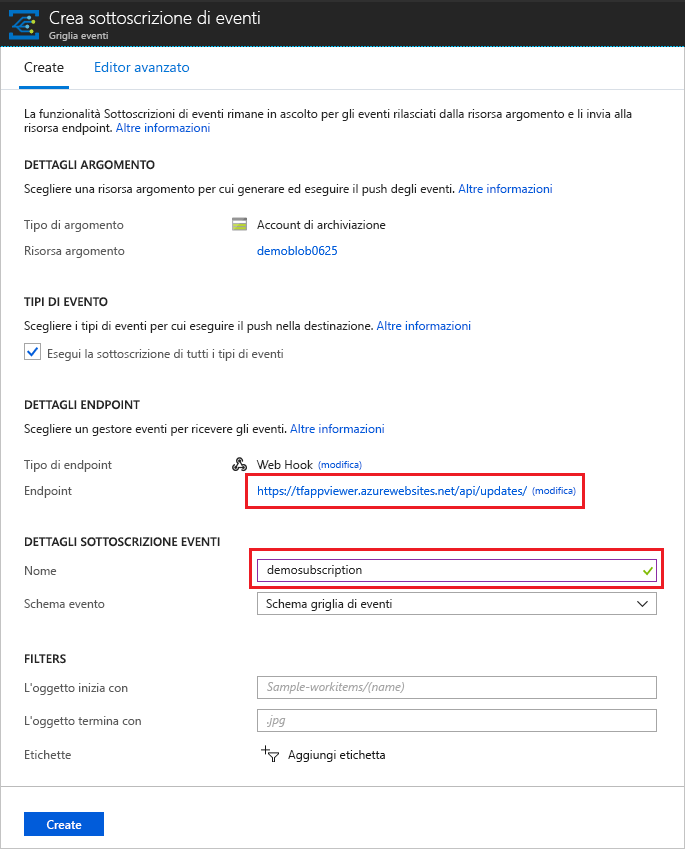 Crea sottoscrizione di eventi
Griglia eventi
Create Editor avanzato
La funzionalità Sottoscrizioni di eventi rimane in ascolto per gli eventi rilasciati dalla risorsa argomento e li invia alla
risorsa endpoint. Altre informazioni
DETTAGLI ARGOMENTO
Scegliere una risorsa argomento per cui generare ed eseguire il push degli eventi. Altre informazioni
Tipo di argomento Account di archiviazione
Risorsa argomento demoblob0625
TIPI DI EVENTO
Scegliere i tipi di eventi per cui eseguire il push nella destinazione. Altre informazioni
Esegui la sottoscrizione di tutti i tipi di eventi
DETTAGLI ENDPOINT
Scegliere un gestore eventi per ricevere gli eventi. Altre informazioni
Tipo di endpoint Web Hook (modifica)
Endpoint https://tfappviewer.azurewebsites.net/api/updates/ (modifica)
DETTAGLI SOTTOSCRIZIONE EVENTI
Nome demosubscription
Schema evento Schema griglia di eventi
FILTERS
L'oggetto inizia con Sample-workitems/(name)
L'oggetto termina con .jpg
Etichette Aggiungi etichetta
Create